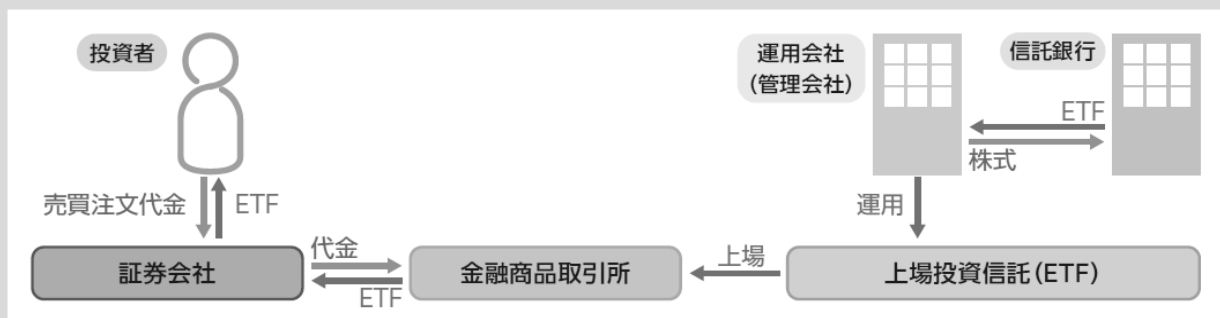 投資者
運用会社
(管理会社)
信託銀行
ETF
株式
売買注文代金
ETF
運用
証券会社
代金
ETF
金融商品取引所
上場
上場投資信託(ETF)